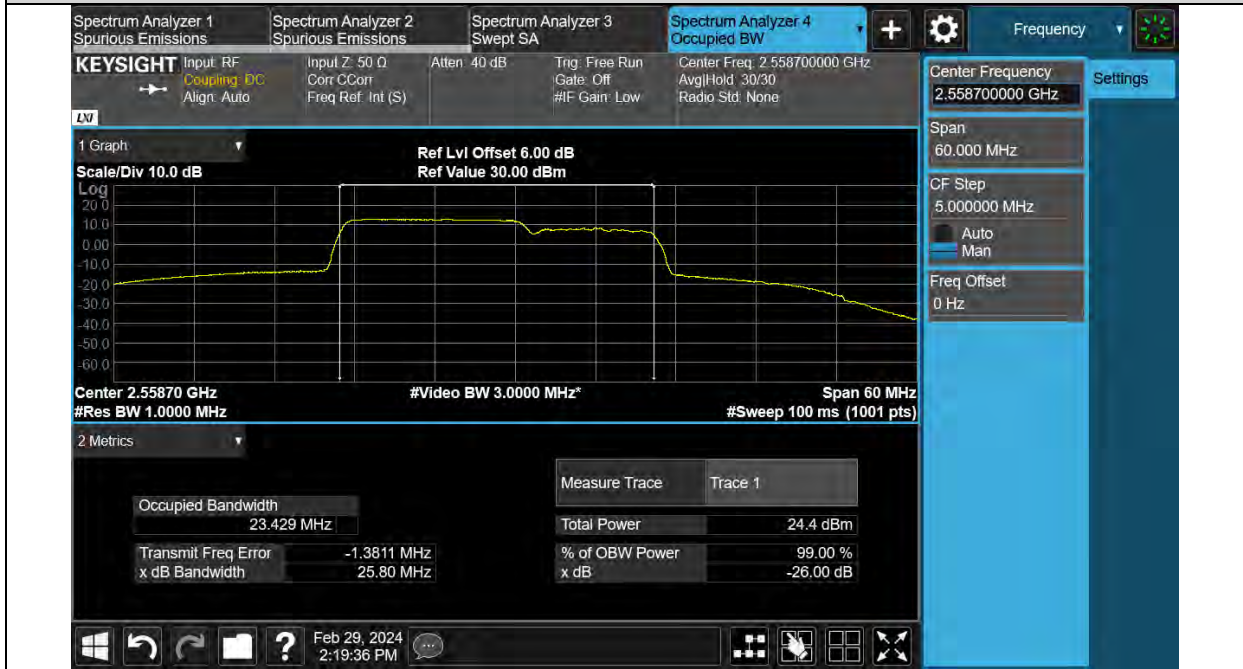 Spectrum Analyzer 1
Spurious Emissions
Spectrum Analyzer 2
Spurious Emissions
Spectrum Analyzer 3
Swept SA
Spectrum Analyzer 4
Occupied BW
Frequency
KEYSIGHT
Input: RF
Coupling: DC
Align: Auto
Input Z: 50 Ω
Corr CCorr
Freq Ref: Int (S)
Atten: 40 dB
Trig: Free Run
Gate: Off
#IF Gain: Low
Center Freq: 2.558700000 GHz
Avg|Hold: 30/30
Radio Std: None
LXI
1 Graph
Scale/Div 10.0 dB
Ref Lvl Offset 6.00 dB
Ref Value 30.00 dBm
Log
20.0
10.0
0.00
-10.0
-20.0
-30.0
-40.0
-50.0
-60.0
Center 2.55870 GHz
#Res BW 1.0000 MHz
#Video BW 3.0000 MHz*
Span 60 MHz
#Sweep 100 ms (1001 pts)
2 Metrics
Measure Trace
Trace 1
Occupied Bandwidth
23.429 MHz
Total Power
24.4 dBm
Transmit Freq Error
-1.3811 MHz
% of OBW Power
99.00 %
x dB Bandwidth
25.80 MHz
x dB
-26.00 dB
Center Frequency
2.558700000 GHz
Settings
Span
60.000 MHz
CF Step
5.000000 MHz
Auto
Man
Freq Offset
0 Hz
?
Feb 29, 2024
2:19:36 PM